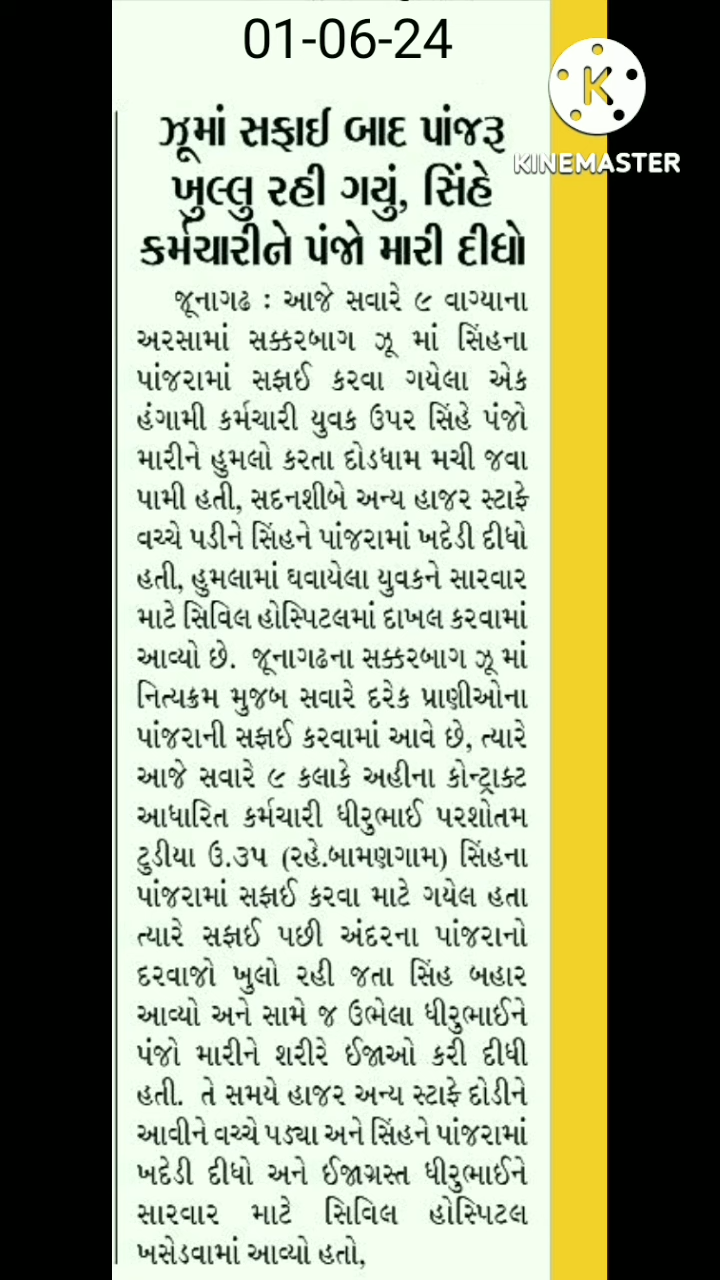 01-06-24
KINEMASTER
ઝૂમાં સફાઈ બાદ પાંજરૂ
ખુલ્લુ રહી ગયું, સિંહે
કર્મચારીને પંજો મારી દીધો
જૂનાગઢ : આજે સવારે ૯ વાગ્યાના
અરસામાં સક્કરબાગ ઝૂ માં સિંહના
પાંજરામાં સફાઈ કરવા ગયેલા એક
હંગામી કર્મચારી યુવક ઉપર સિંહે પંજો
મારીને હુમલો કરતા દોડધામ મચી જવા
પામી હતી, સદનશીબે અન્ય હાજર સ્ટાફે
વચ્ચે પડીને સિંહને પાંજરામાં ખદેડી દીધો
હતી, હુમલામાં ઘવાયેલા યુવકને સારવાર
માટે સિવિલ હોસ્પિટલમાં દાખલ કરવામાં
આવ્યો છે. જૂનાગઢના સક્કરબાગ ઝૂ માં
નિત્યક્રમ મુજબ સવારે દરેક પ્રાણીઓના
પાંજરાની સફાઈ કરવામાં આવે છે, ત્યારે
આજે સવારે ૯ કલાકે અહીના કોન્ટ્રાક્ટ
આધારિત કર્મચારી ધીરુભાઈ પરશોતમ
ટુડીયા ઉ.૩૫ (રહે.બામણગામ) સિંહના
પાંજરામાં સફાઈ કરવા માટે ગયેલ હતા
ત્યારે સફાઈ પછી અંદરના પાંજરાનો
દરવાજો ખુલો રહી જતા સિંહ બહાર
આવ્યો અને સામે જ ઉભેલા ધીરુભાઈને
પંજો મારીને શરીરે ઈજાઓ કરી દીધી
હતી. તે સમયે હાજર અન્ય સ્ટાફે દોડીને
આવીને વચ્ચે પડ્યા અને સિંહને પાંજરામાં
ખદેડી દીધો અને ઈજાગ્રસ્ત ધીરુભાઈને
સારવાર માટે સિવિલ હોસ્પિટલ
ખસેડવામાં આવ્યો હતો,